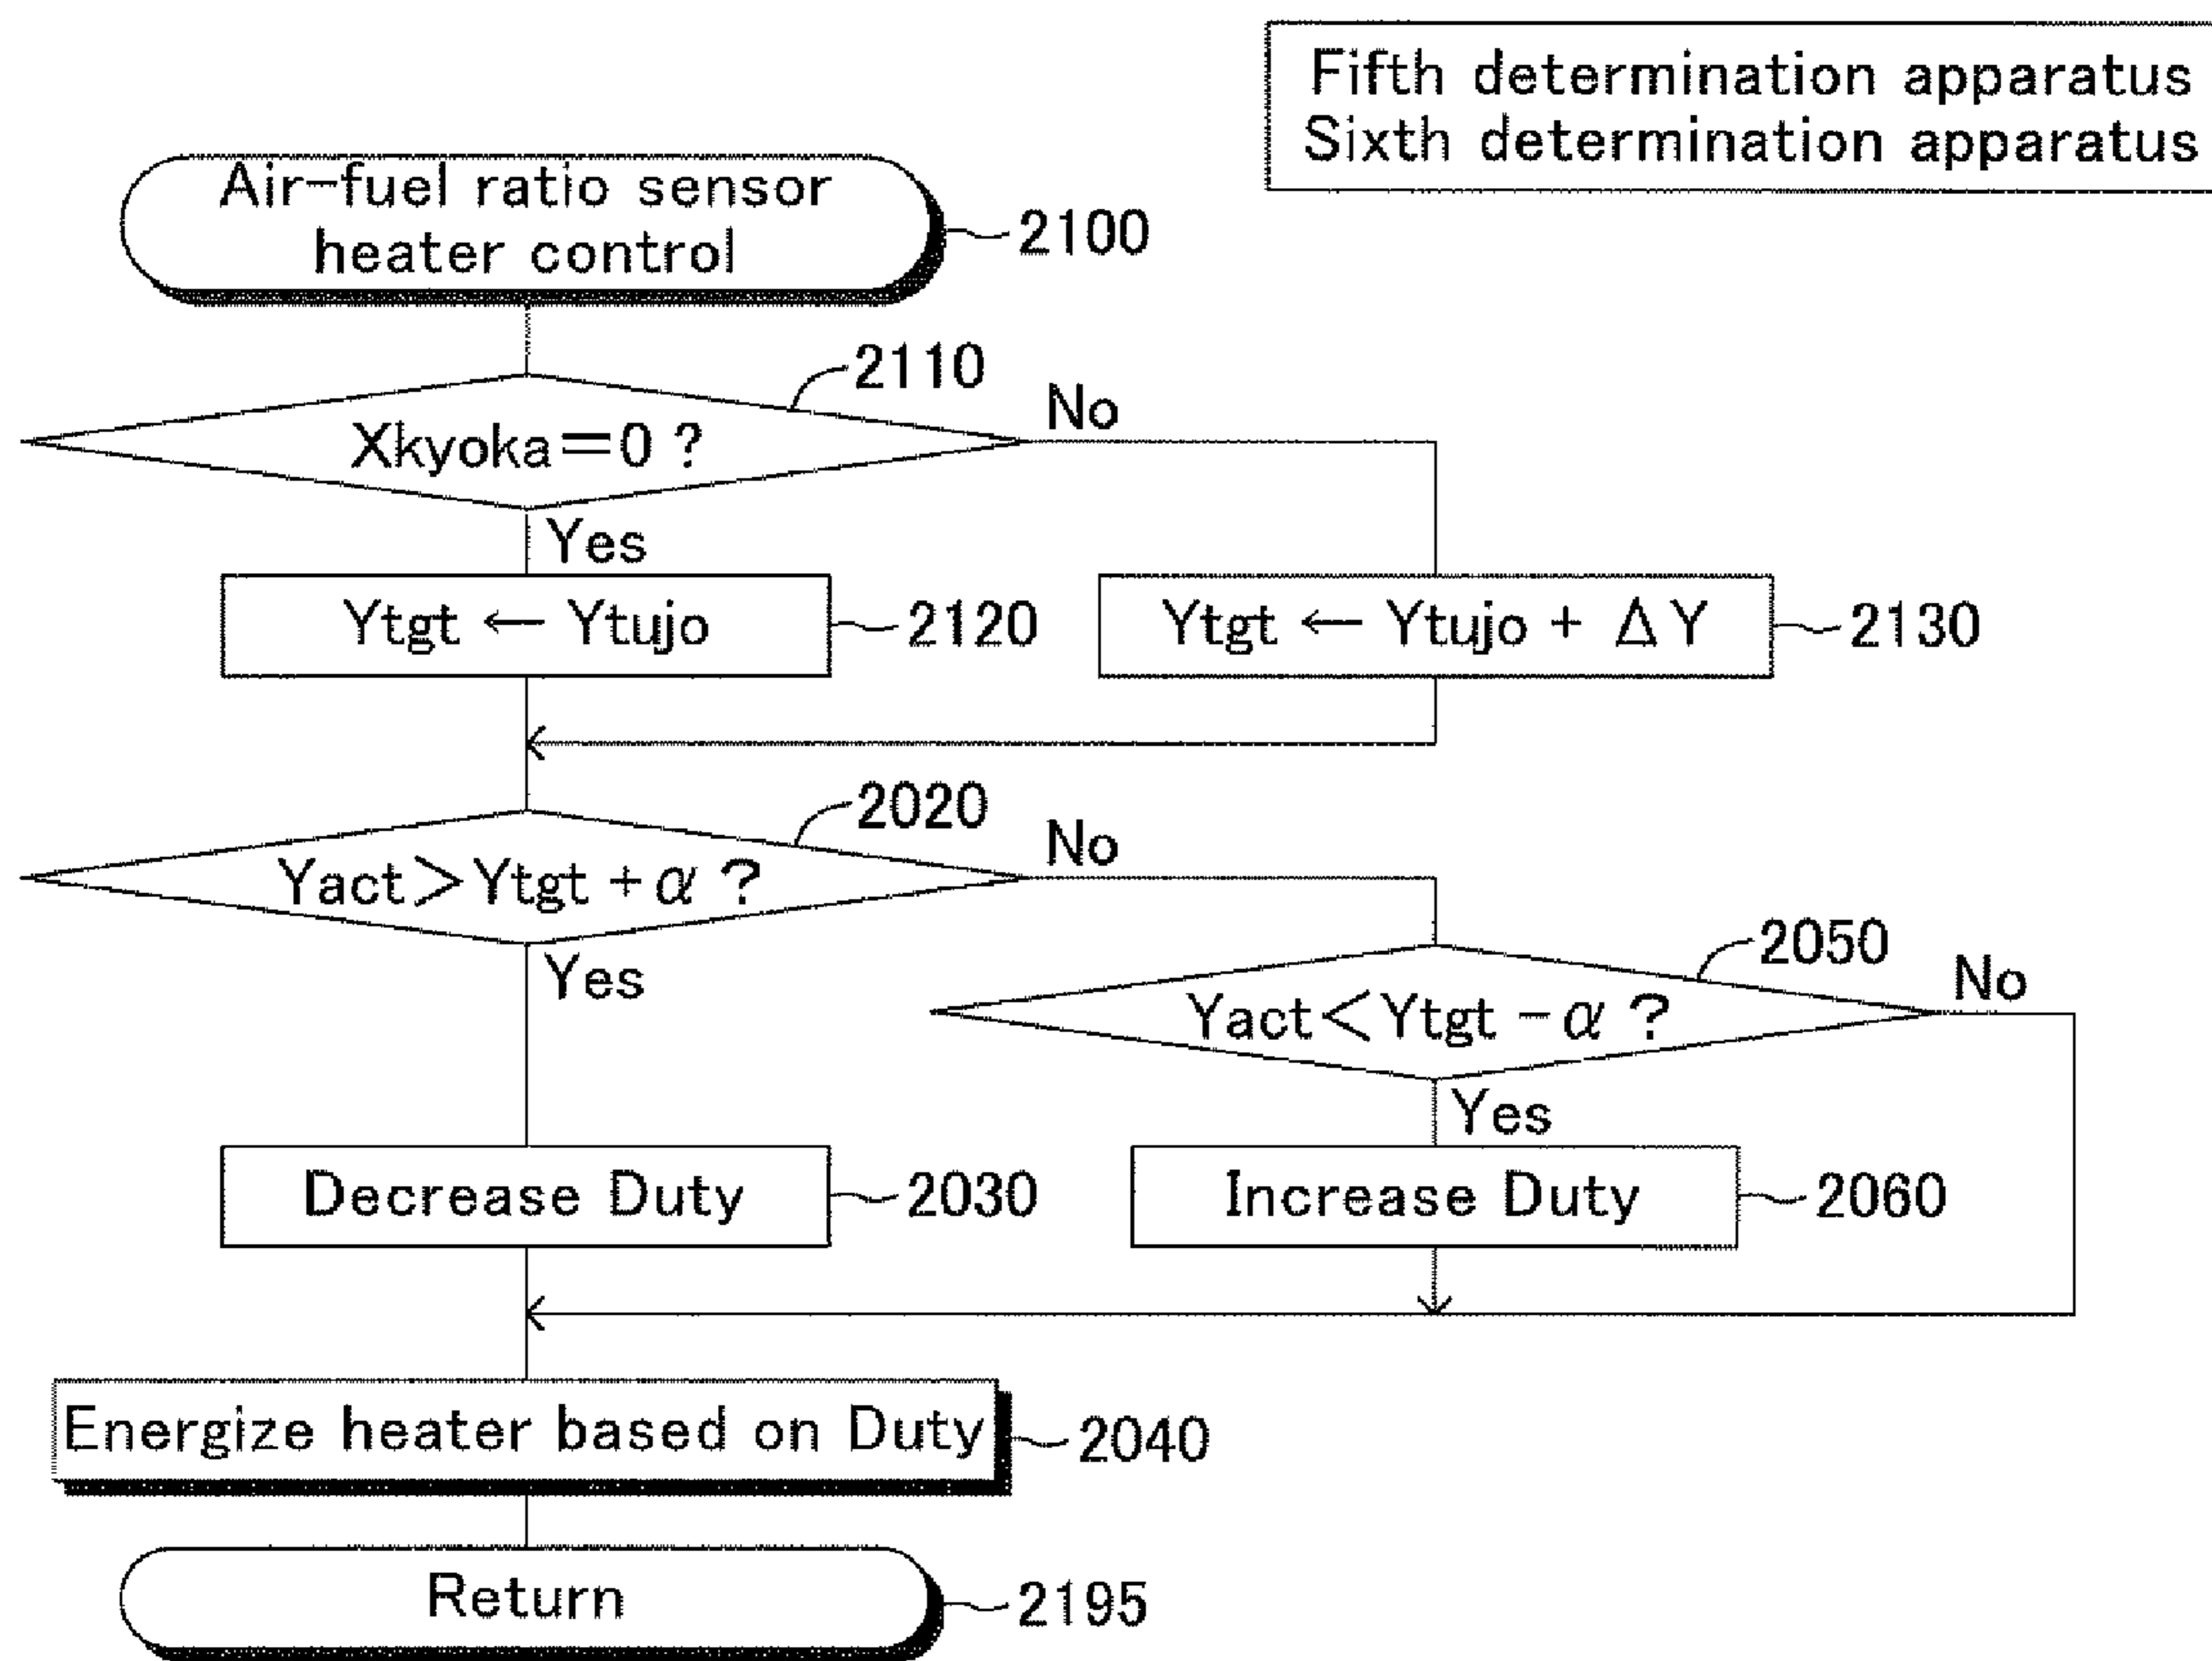 Fifth determination apparatus
Sixth determination apparatus
Air-fuel ratio sensor
heater control
2100
2110
Xkyoka=0 ?
No
Yes
Ytgt ← Ytujo
2120
Ytgt ← Ytujo + ΔY
2130
2020
Yact>Ytgt +α ?
No
Yes
2050
Yact<Ytgt -α ?
No
Yes
Decrease Duty
2030
Increase Duty
2060
Energize heater based on Duty
2040
Return
2195